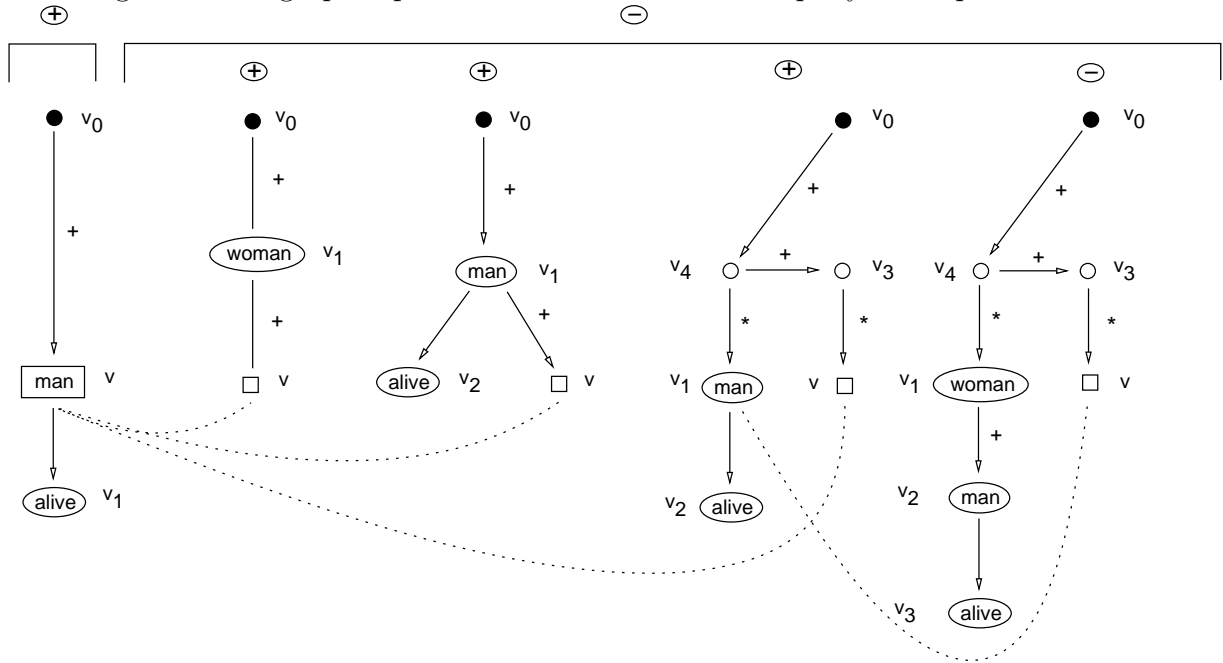 + −
+ + + −
v0 v0 v0 v0 v0
+ + + +
+
woman v1
v4 + v3 v4 + v3
man v1
+ + * * * *
man v v alive v2 v v1 man v v1 woman v
+
alive v1 v2 alive v2 man
v3 alive